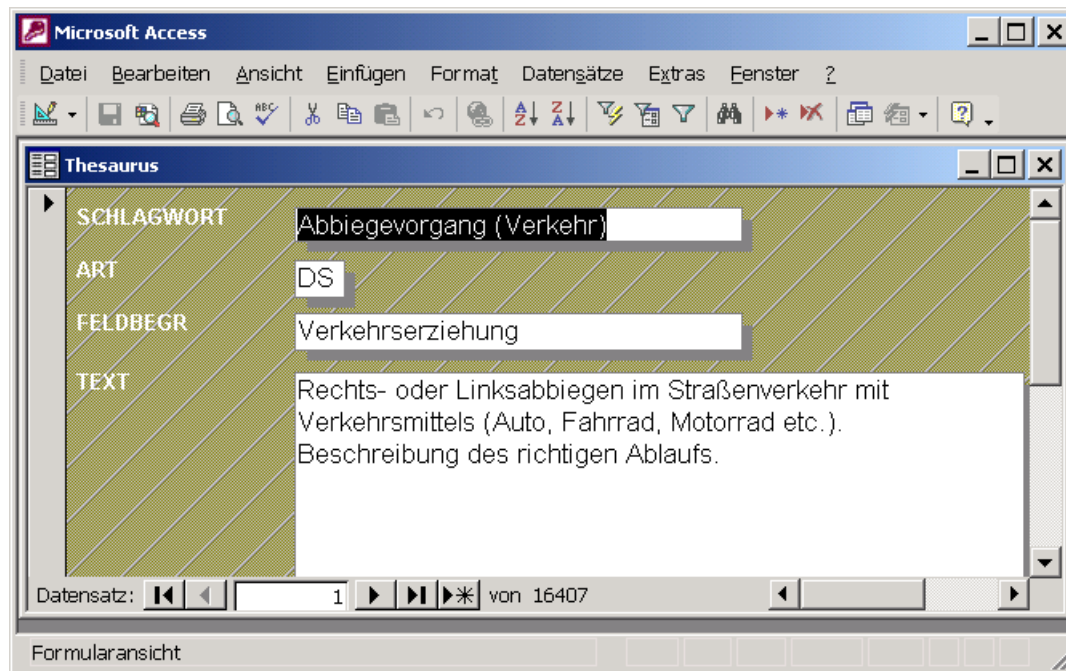 Microsoft Access
Datei Bearbeiten Ansicht Einfügen Format Datensätze Extras Fenster ?
Thesaurus
SCHLAGWORT Abbiegevorgang (Verkehr)
ART DS
FELDBEGR Verkehrserziehung
TEXT Rechts- oder Linksabbiegen im Straßenverkehr mit
Verkehrsmittels (Auto, Fahrrad, Motorrad etc.).
Beschreibung des richtigen Ablaufs.
Datensatz: 1 von 16407
Formularansicht